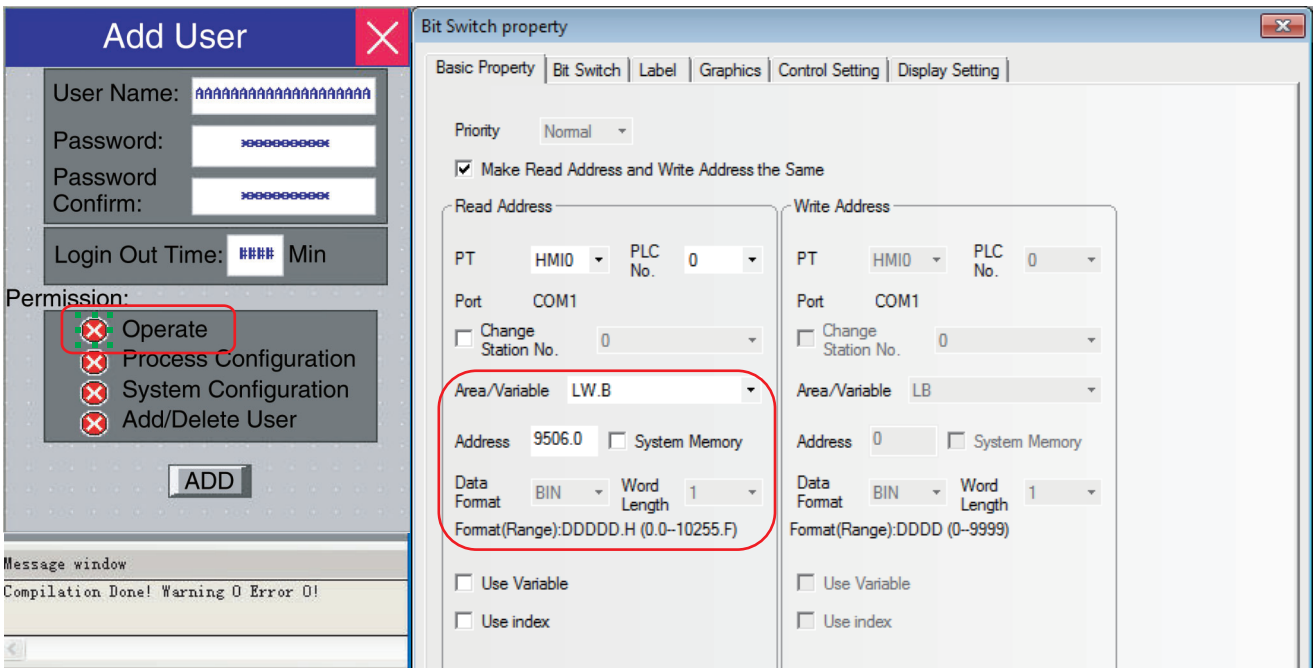 Add User
User Name: AAAAAAAAAAAAAAAAAAAA
Password: **********
Password
Confirm: **********
Login Out Time: #### Min
Permission:
Operate
Process Configuration
System Configuration
Add/Delete User
ADD
Message window
Compilation Done! Warning 0 Error 0!
Bit Switch property
Basic Property Bit Switch Label Graphics Control Setting Display Setting
Priority Normal
Make Read Address and Write Address the Same
Read Address
PT HMI0 PLC No. 0
Port COM1
Change Station No. 0
Area/Variable LW.B
Address 9506.0 System Memory
Data Format BIN Word Length 1
Format(Range):DDDDD.H (0.0--10255.F)
Use Variable
Use index
Write Address
PT HMI0 PLC No. 0
Port COM1
Change Station No. 0
Area/Variable LB
Address 0 System Memory
Data Format BIN Word Length 1
Format(Range):DDDD (0--9999)
Use Variable
Use index